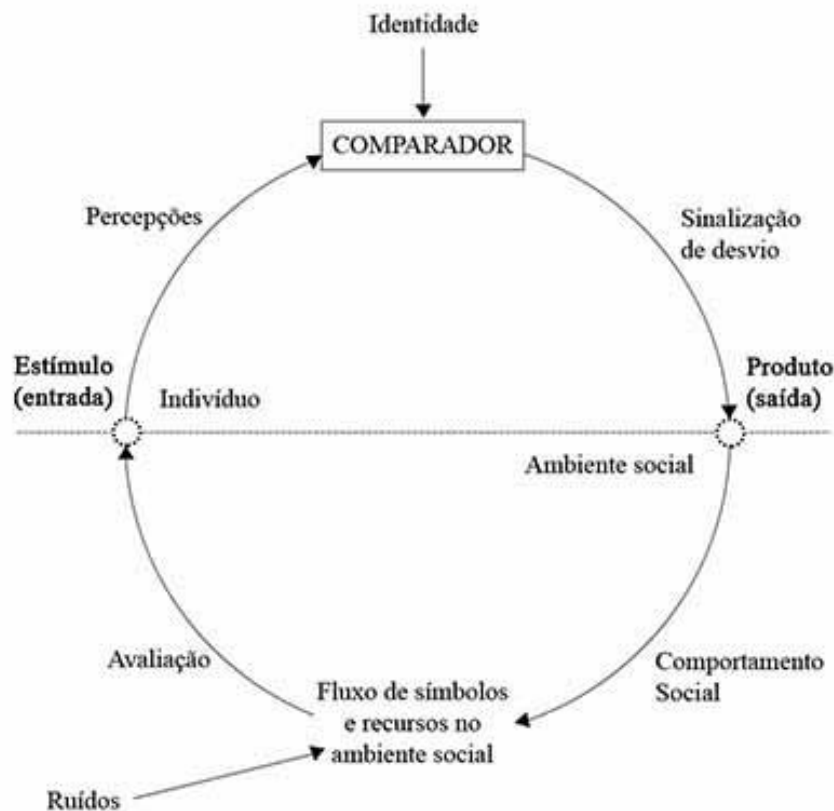 Identidade
COMPARADOR
Percepções
Sinalização
de desvio
Estímulo
(entrada)
Indivíduo
Produto
(saída)
Ambiente social
Avaliação
Fluxo de símbolos
e recursos no
ambiente social
Comportamento
Social
Ruídos